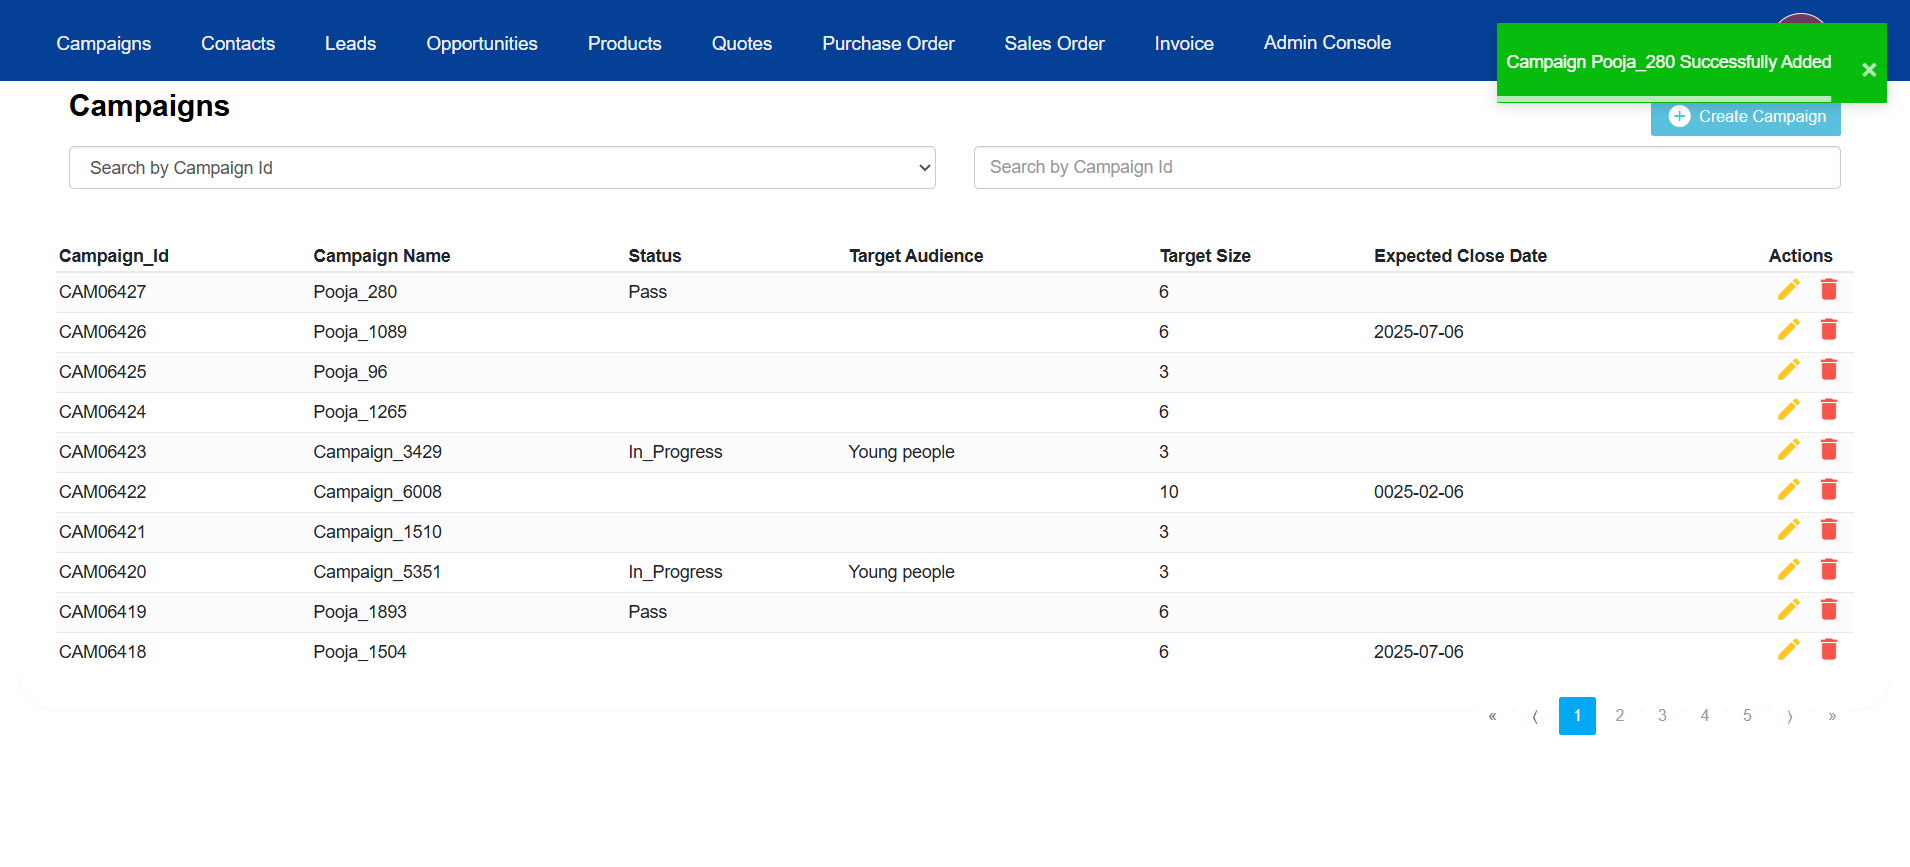 Campaigns Contacts Leads Opportunities Products Quotes Purchase Order Sales Order Invoice Admin Console
Campaign Pooja_280 Successfully Added ×
Campaigns
Create Campaign
Search by Campaign Id Search by Campaign Id
Campaign_Id Campaign Name Status Target Audience Target Size Expected Close Date Actions
CAM06427 Pooja_280 Pass 6
CAM06426 Pooja_1089 6 2025-07-06
CAM06425 Pooja_96 3
CAM06424 Pooja_1265 6
CAM06423 Campaign_3429 In_Progress Young people 3
CAM06422 Campaign_6008 10 0025-02-06
CAM06421 Campaign_1510 3
CAM06420 Campaign_5351 In_Progress Young people 3
CAM06419 Pooja_1893 Pass 6
CAM06418 Pooja_1504 6 2025-07-06
« ⟨ 1 2 3 4 5 ⟩ »